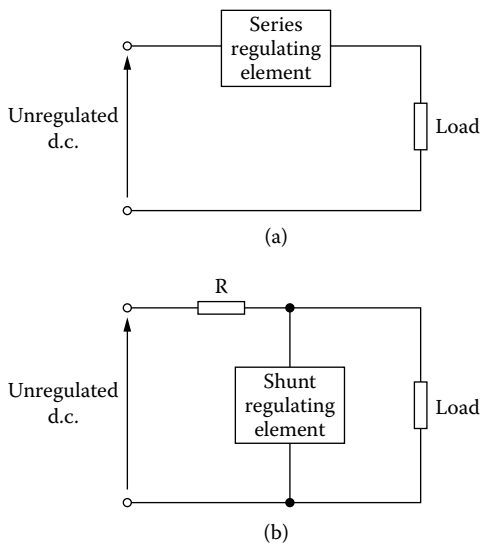 Series
regulating
element
Unregulated
d.c.
Load
(a)
R
Unregulated
d.c.
Shunt
regulating
element
Load
(b)